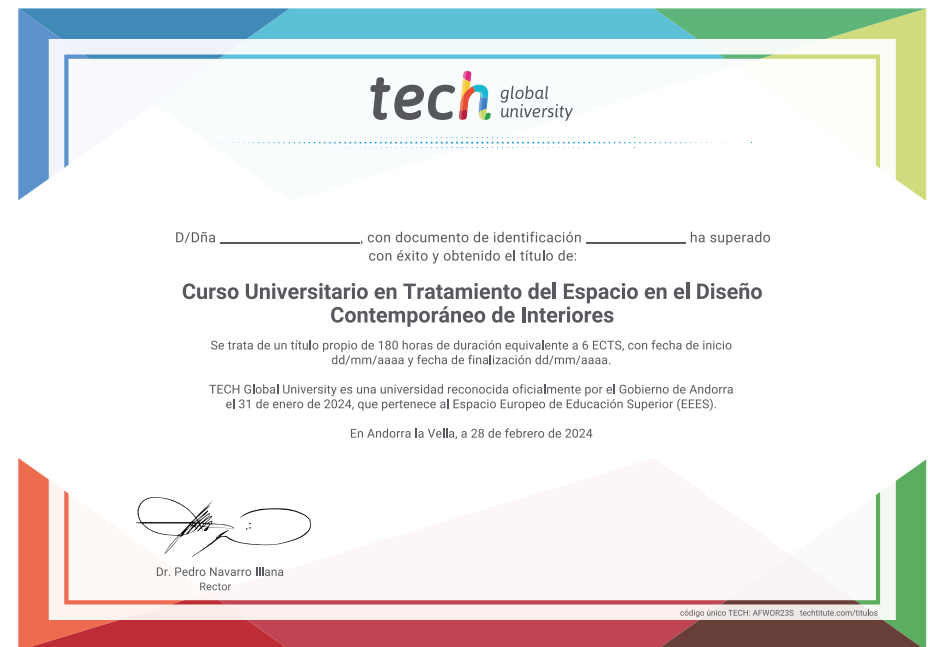 tech global university
D/Dña ____________________, con documento de identificación __________________ ha superado
con éxito y obtenido el título de:
Curso Universitario en Tratamiento del Espacio en el Diseño
Contemporáneo de Interiores
Se trata de un título propio de 180 horas de duración equivalente a 6 ECTS, con fecha de inicio
dd/mm/aaaa y fecha de finalización dd/mm/aaaa.
TECH Global University es una universidad reconocida oficialmente por el Gobierno de Andorra
el 31 de enero de 2024, que pertenece al Espacio Europeo de Educación Superior (EEES).
En Andorra la Vella, a 28 de febrero de 2024
Dr. Pedro Navarro Illana
Rector
código único TECH: AFWOR23S techtitute.com/titulos